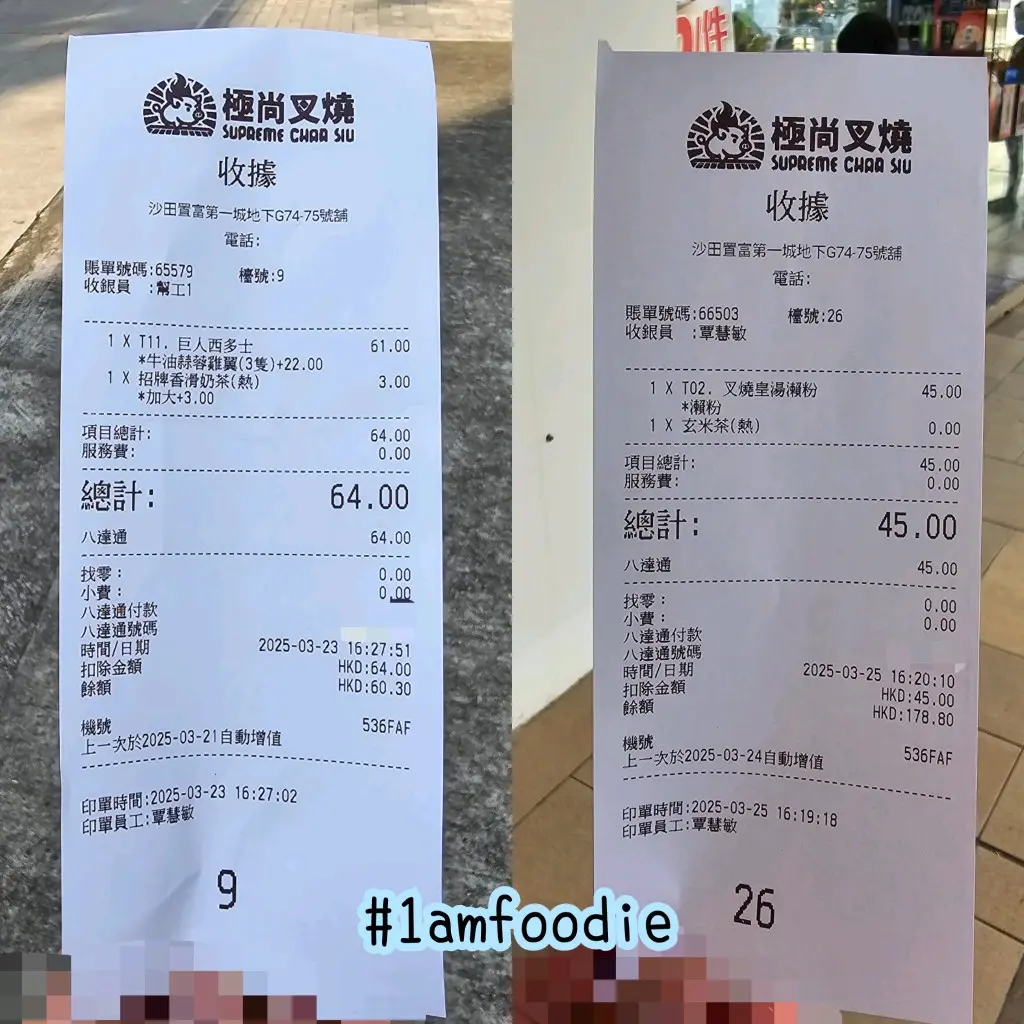 極尚叉燒
SUPREME CHAR SIU
收據
沙田置富第一城地下G74-75號舖
電話:
賬單號碼:65579 檯號:9
收銀員 :幫工1
1 X T11. 巨人西多士 61.00
*牛油蒜蓉雞翼(3隻)+22.00
1 X 招牌香滑奶茶(熱) 3.00
*加大+3.00
項目總計: 64.00
服務費: 0.00
總計: 64.00
八達通 64.00
找零: 0.00
小費: 0.00
八達通付款
八達通號碼
時間/日期 2025-03-23 16:27:51
扣除金額 HKD:64.00
餘額 HKD:60.30
機號 536FAF
上一次於2025-03-21自動增值
印單時間:2025-03-23 16:27:02
印單員工:覃慧敏
9
極尚叉燒
SUPREME CHAR SIU
收據
沙田置富第一城地下G74-75號舖
電話:
賬單號碼:66503 檯號:26
收銀員 :覃慧敏
1 X T02. 叉燒皇湯瀨粉 45.00
*瀨粉
1 X 玄米茶(熱) 0.00
項目總計: 45.00
服務費: 0.00
總計: 45.00
八達通 45.00
找零: 0.00
小費: 0.00
八達通付款
八達通號碼
時間/日期 2025-03-25 16:20:10
扣除金額 HKD:45.00
餘額 HKD:178.80
機號 536FAF
上一次於2025-03-24自動增值
印單時間:2025-03-25 16:19:18
印單員工:覃慧敏
26
#1amfoodie